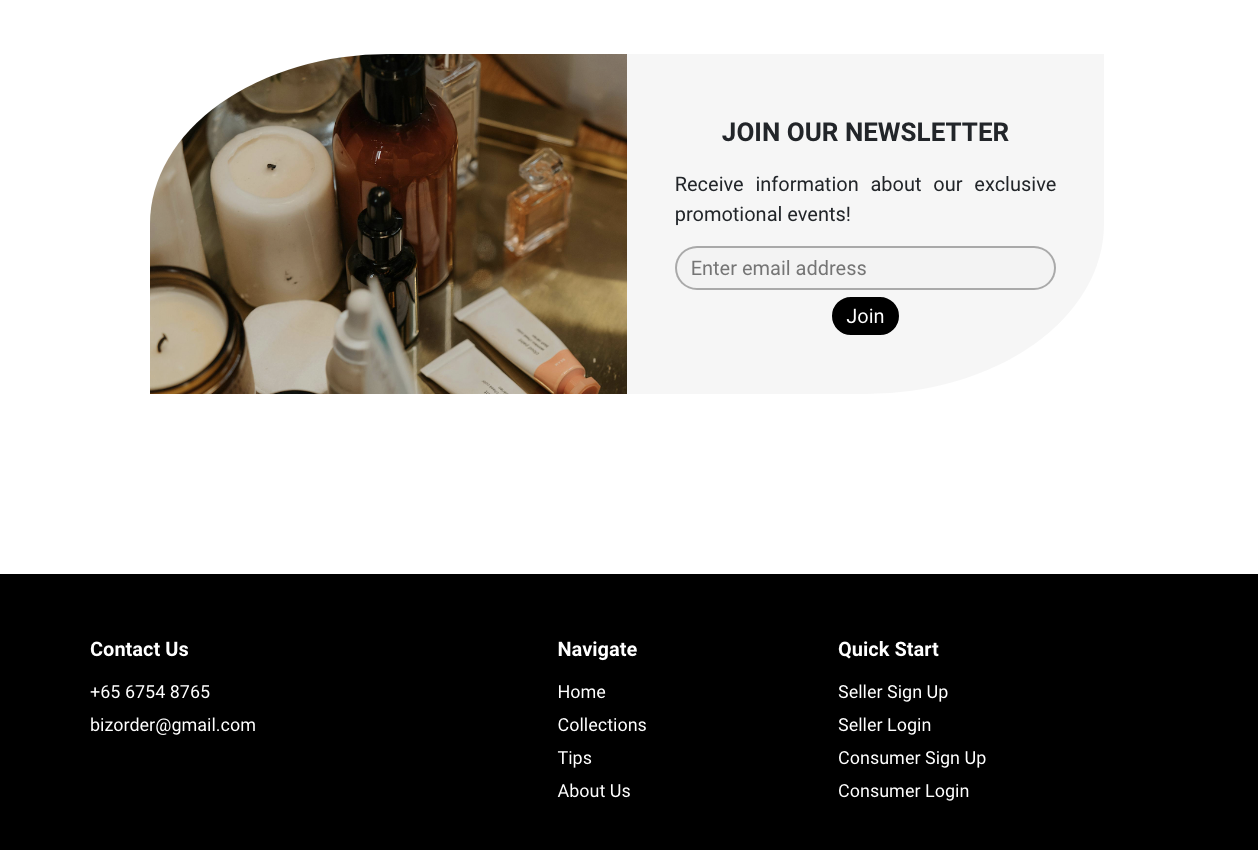 JOIN OUR NEWSLETTER
Receive information about our exclusive
promotional events!
Enter email address
Join
Contact Us
+65 6754 8765
bizorder@gmail.com
Navigate
Home
Collections
Tips
About Us
Quick Start
Seller Sign Up
Seller Login
Consumer Sign Up
Consumer Login